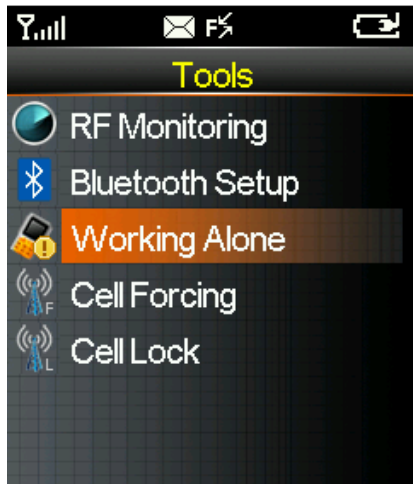 F
Tools
RF Monitoring
Bluetooth Setup
Working Alone
F
Cell Forcing
L
Cell Lock